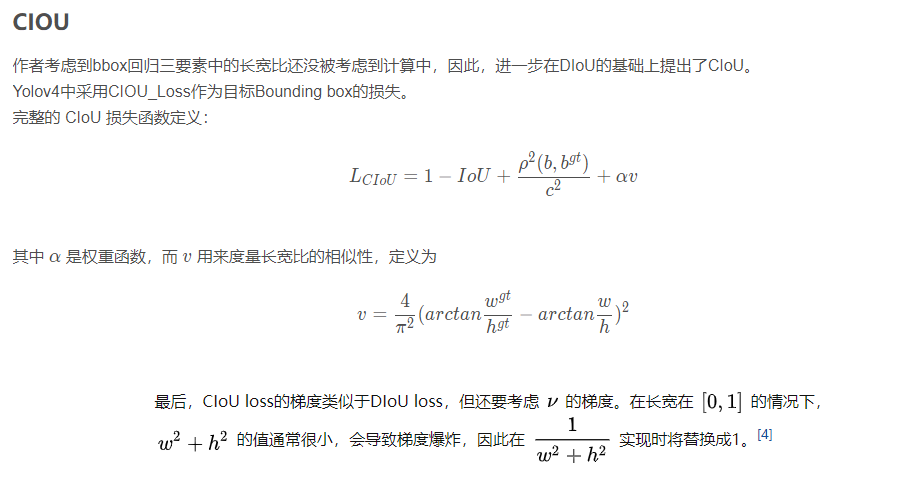 CIOU
作者考虑到bbox回归三要素中的长宽比还没被考虑到计算中，因此，进一步在DIoU的基础上提出了CIoU。
Yolov4中采用CIOU_Loss作为目标Bounding box的损失。
完整的 CIoU 损失函数定义：
L_{CIoU} = 1 - IoU + \frac{ρ^2(b, b^{gt})}{c^2} + αv
其中 α 是权重函数，而 v 用来度量长宽比的相似性，定义为
v = \frac{4}{π^2}(arctan\frac{w^{gt}}{h^{gt}} - arctan\frac{w}{h})^2
最后，CIoU loss的梯度类似于DIoU loss，但还要考虑 ν 的梯度。在长宽在 [0, 1] 的情况下，
w^2 + h^2 的值通常很小，会导致梯度爆炸，因此在 \frac{1}{w^2 + h^2} 实现时将替换成1。[4]